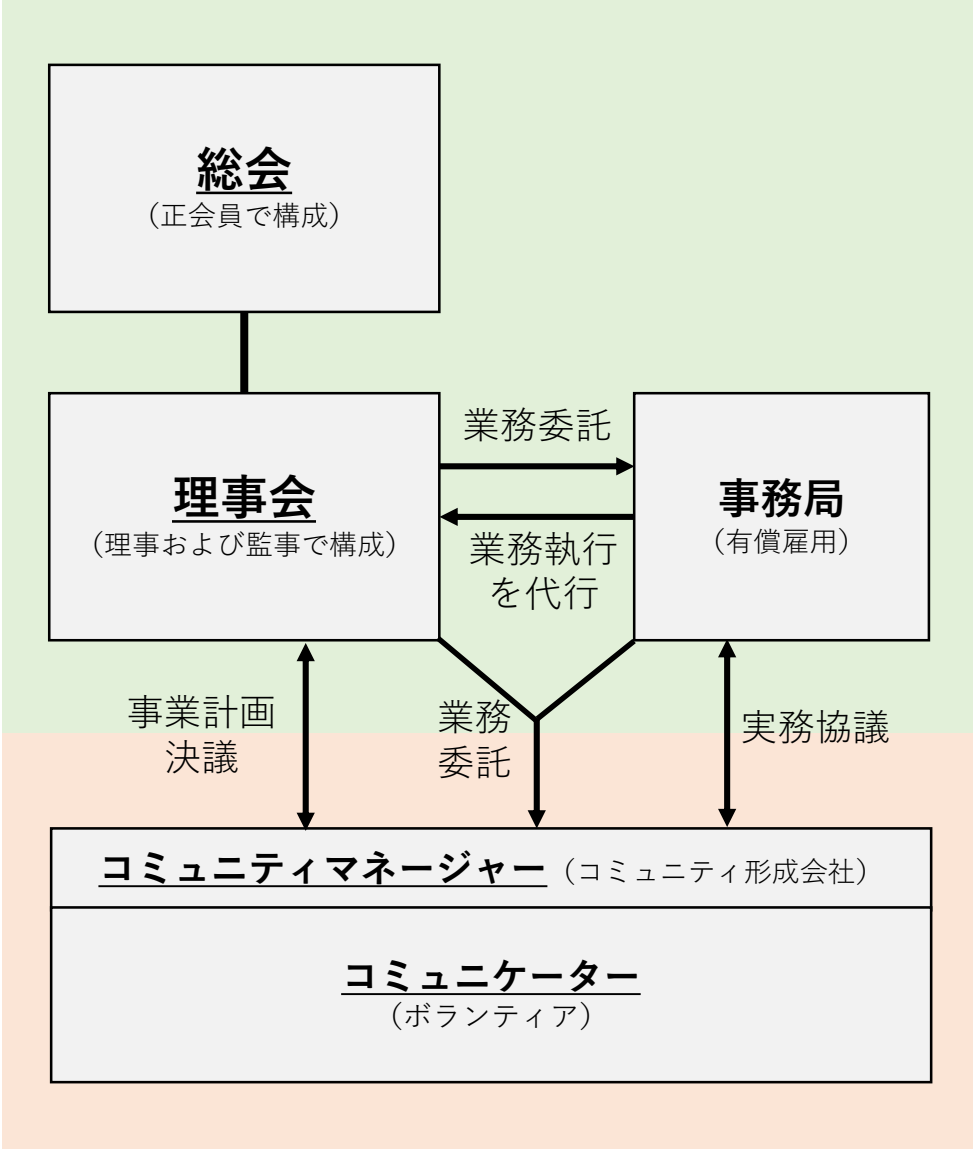 総会
（正会員で構成）
理事会
（理事および監事で構成）
業務委託
業務執行
を代行
事務局
（有償雇用）
事業計画
決議
業務
委託
実務協議
コミュニティマネージャー（コミュニティ形成会社）
コミュニケーター
（ボランティア）